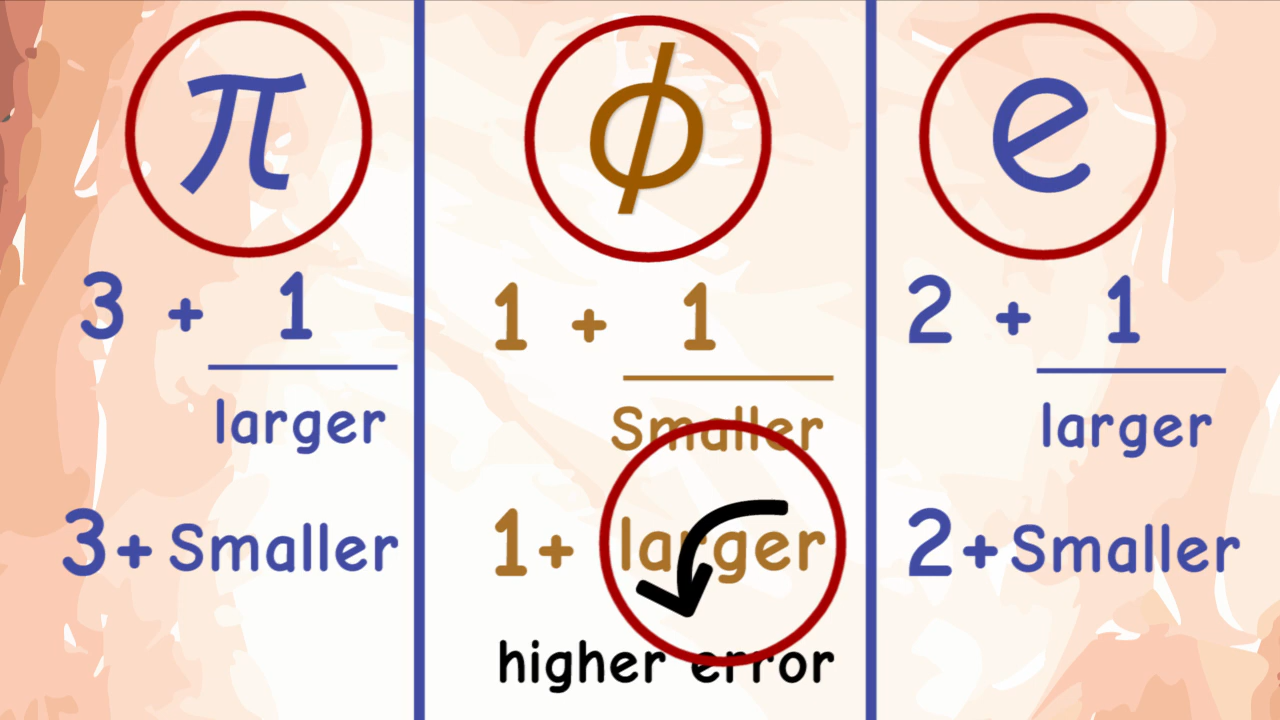 π
3 + 1
larger
3 + Smaller
ϕ
1 + 1
Smaller
1 + larger
higher error
e
2 + 1
larger
2 + Smaller